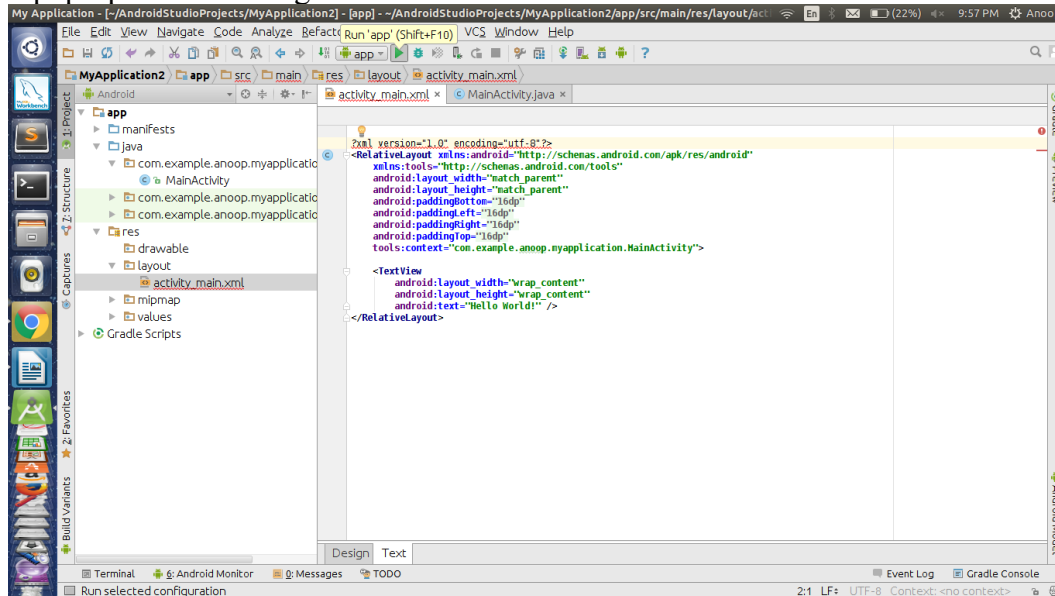 My Application - [~/AndroidStudioProjects/MyApplication2] - [app] - ~/AndroidStudioProjects/MyApplication2/app/src/main/res/layout/act En (22%) 9:57 PM Anoo
File Edit View Navigate Code Analyze Refacto Run 'app' (Shift+F10) VCS Window Help
app
MyApplication2 app src main res layout activity_main.xml
Android activity_main.xml × MainActivity.java ×
1: Project
Z: Structure
Captures
2: Favorites
Build Variants
app
manifests
java
com.example.anoop.myapplicatio
MainActivity
com.example.anoop.myapplicatio
com.example.anoop.myapplicatio
res
drawable
layout
activity_main.xml
mipmap
values
Gradle Scripts
?xml version="1.0" encoding="utf-8"?>
<RelativeLayout xmlns:android="http://schemas.android.com/apk/res/android"
xmlns:tools="http://schemas.android.com/tools"
android:layout_width="match_parent"
android:layout_height="match_parent"
android:paddingBottom="16dp"
android:paddingLeft="16dp"
android:paddingRight="16dp"
android:paddingTop="16dp"
tools:context="com.example.anoop.myapplication.MainActivity">
<TextView
android:layout_width="wrap_content"
android:layout_height="wrap_content"
android:text="Hello World!" />
</RelativeLayout>
Design Text
Terminal 6: Android Monitor 0: Messages TODO Event Log Gradle Console
Run selected configuration 2:1 LF÷ UTF-8 Context: <no context>